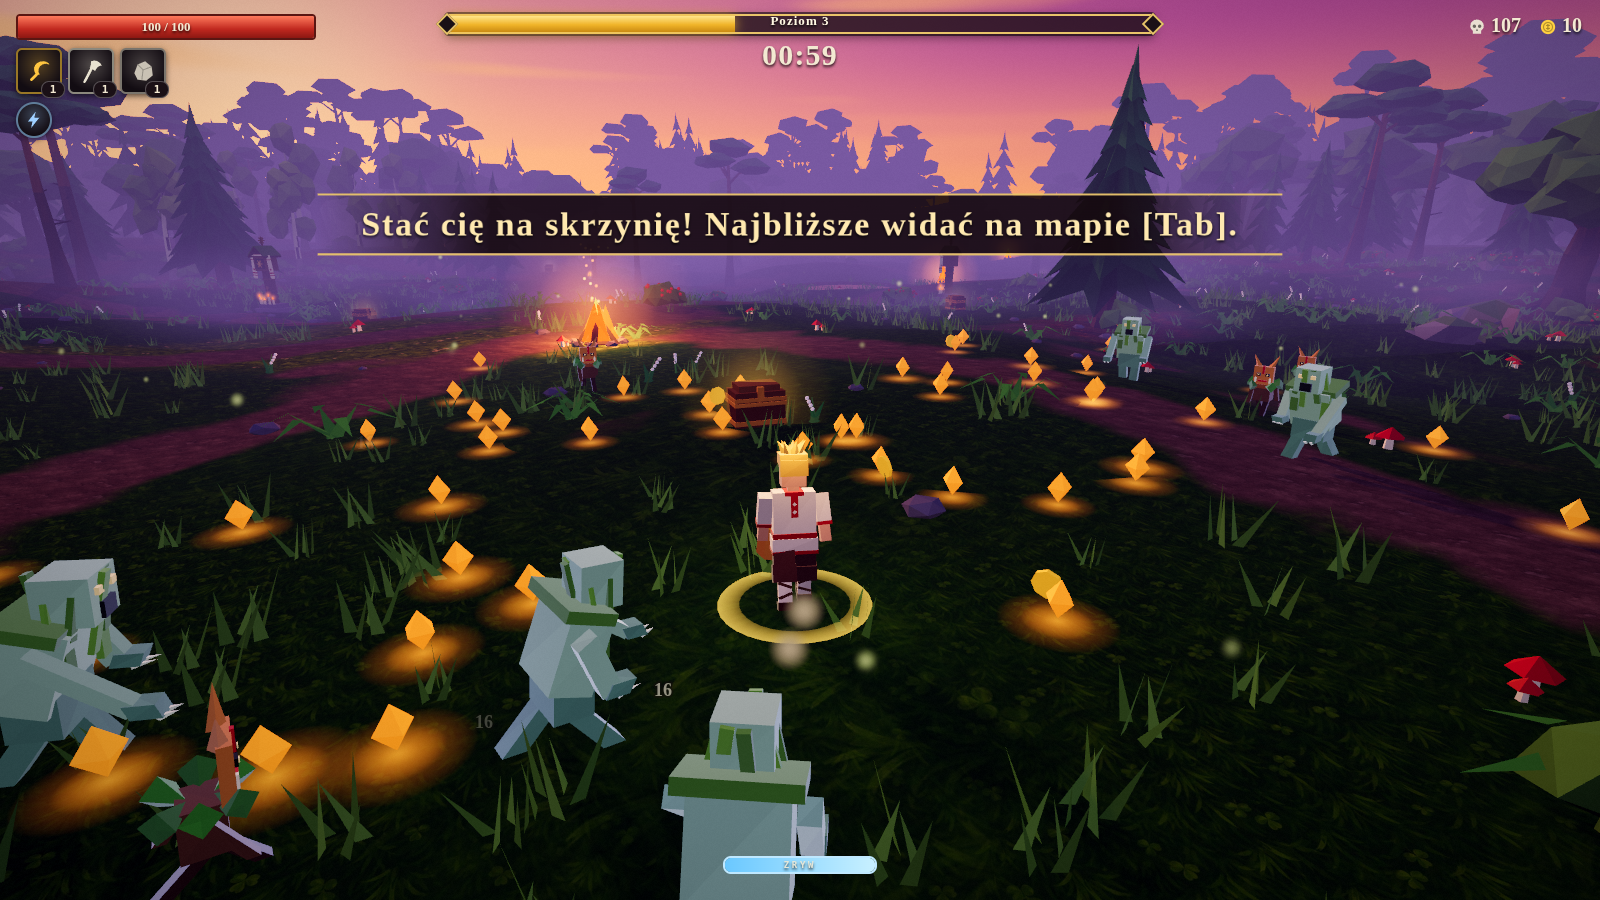 100 / 100
Poziom 3
107
10
00:59
1
1
1
Stać cię na skrzynię! Najbliższe widać na mapie [Tab].
16
16
ZRYW